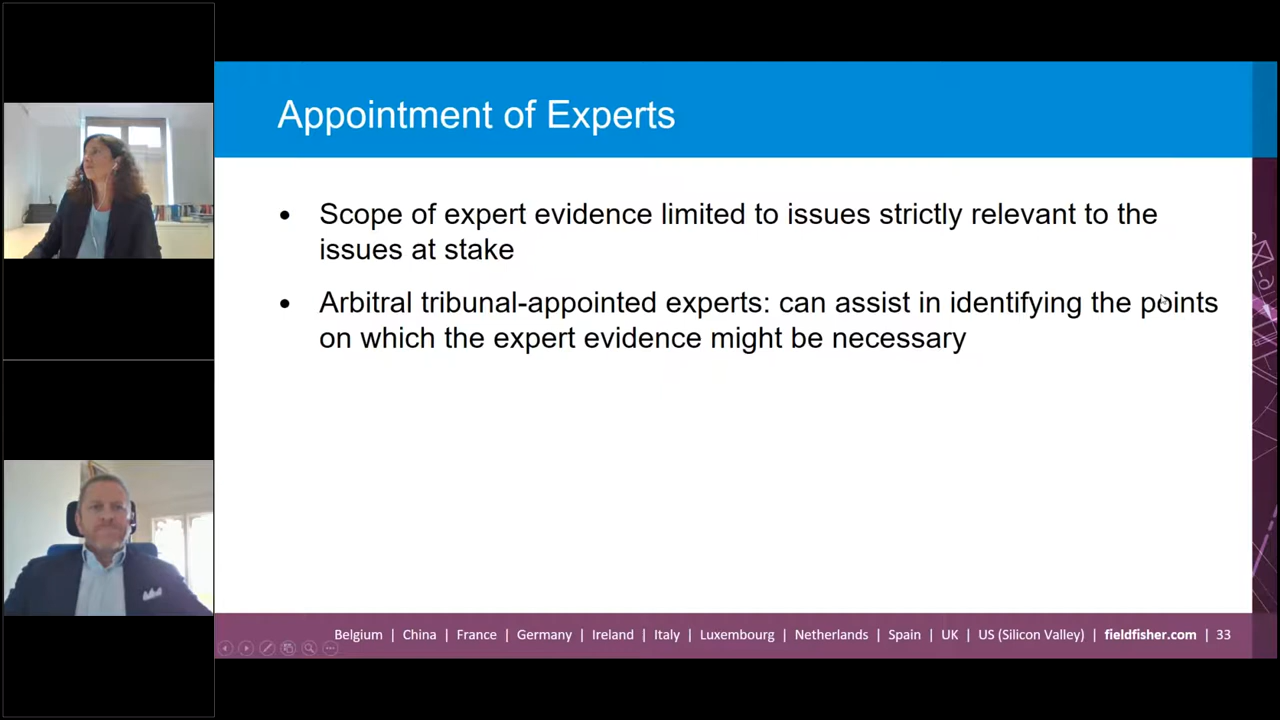 Appointment of Experts
• Scope of expert evidence limited to issues strictly relevant to the
issues at stake
• Arbitral tribunal-appointed experts: can assist in identifying the points
on which the expert evidence might be necessary
Belgium | China | France | Germany | Ireland | Italy | Luxembourg | Netherlands | Spain | UK | US (Silicon Valley) | fieldfisher.com | 33